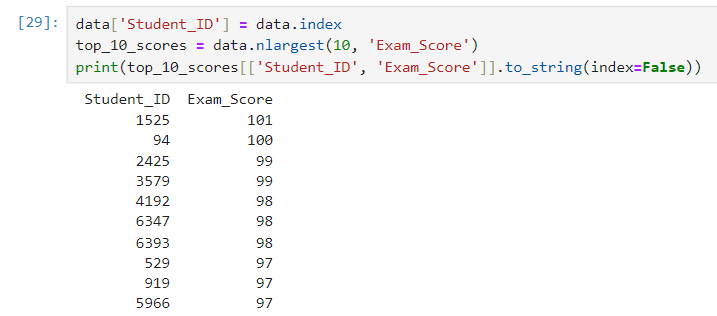 [29]: data['Student_ID'] = data.index
top_10_scores = data.nlargest(10, 'Exam_Score')
print(top_10_scores[['Student_ID', 'Exam_Score']].to_string(index=False))
Student_ID Exam_Score
1525 101
94 100
2425 99
3579 99
4192 98
6347 98
6393 98
529 97
919 97
5966 97